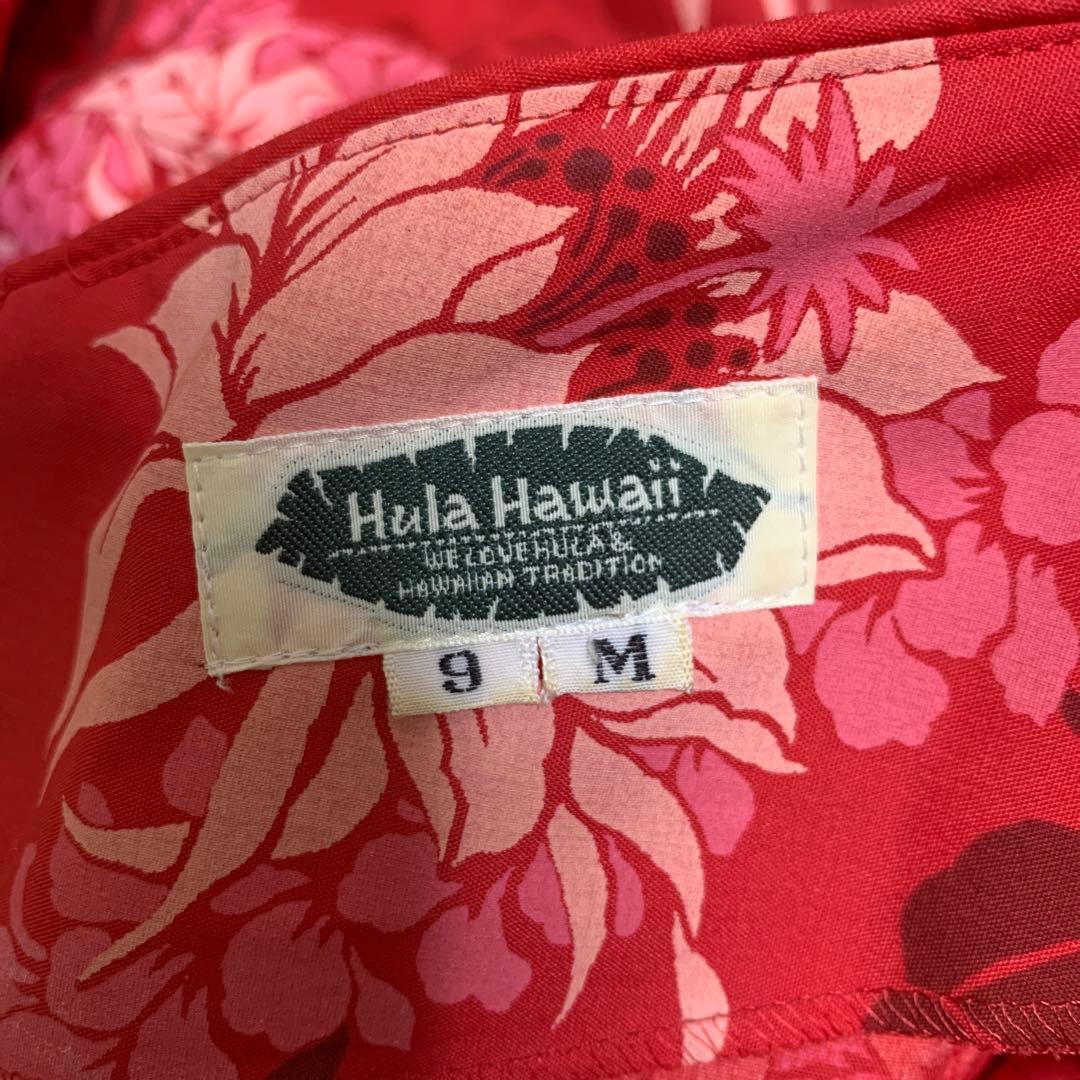 Hula Hawaii
WE LOVE HULA &
HAWAIIAN TRADITION
9 M